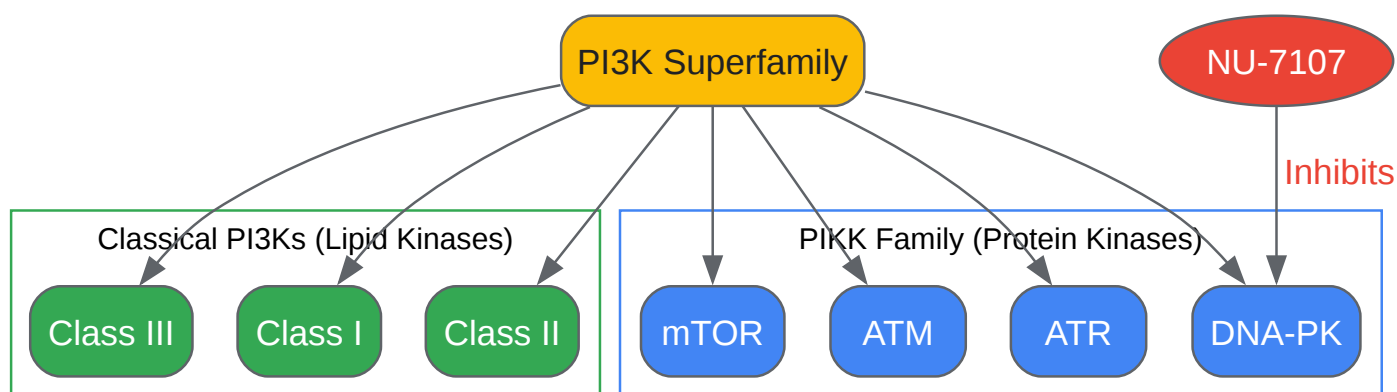 PI3K Superfamily
NU-7107
Inhibits
Classical PI3Ks (Lipid Kinases)
PIKK Family (Protein Kinases)
Class III
Class I
Class II
mTOR
ATM
ATR
DNA-PK